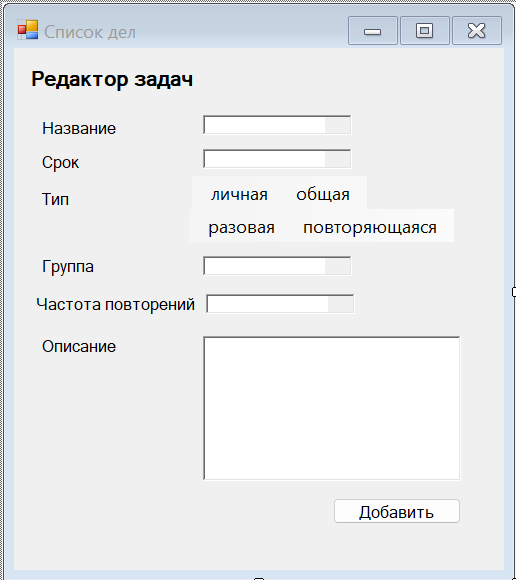 Список дел
Редактор задач
Название
Срок
Тип личная общая
разовая повторяющаяся
Группа
Частота повторений
Описание
Добавить